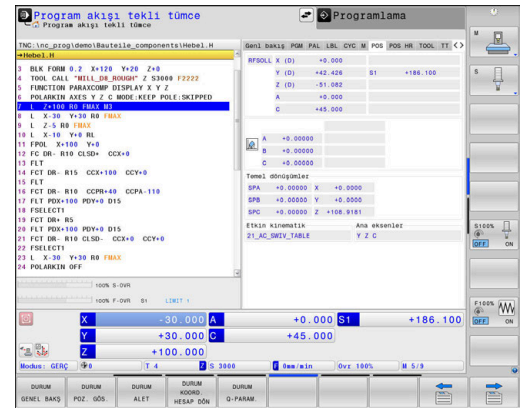 Program akışı tekli tümce
Program akışı tekli tümce
Programlama
TNC:\nc_prog\demo\Bauteile_components\Hebel.H
→Hebel.H
3 BLK FORM 0.2 X+120 Y+20 Z+0
4 TOOL CALL "MILL_D8_ROUGH" Z S3000 F2222
5 FUNCTION PARAXCOMP DISPLAY X Y Z
6 POLARKIN AXES Y Z C MODE:KEEP POLE:SKIPPED
7 L Z+100 R0 FMAX M3
8 L X-30 Y+30 R0 FMAX
9 L Z-5 R0 FMAX
10 L X-10 Y+0 RL
11 FPOL X+100 Y+0
12 FC DR- R10 CLSD+ CCX+0
13 FLT
14 FCT DR- R15 CCX+100 CCY+0
15 FLT
16 FCT DR- R10 CCPR+40 CCPA-110
17 FLT PDX+100 PDY+0 D15
18 FSELECT1
19 FCT DR+ R5
20 FLT PDX+100 PDY+0 D15
21 FCT DR- R10 CLSD- CCX+0 CCY+0
22 FSELECT1
23 L X-30 Y+30 R0 FMAX
24 POLARKIN OFF
100% S-OVR
100% F-OVR S1 LIMIT 1
Genl bakış PGM PAL LBL CYC M POS POS HR TOOL TT <>
RFSOLL X (D) +0.000
Y (D) +42.426 S1 +186.100
Z (D) -51.082
A +0.000
C +45.000
A +0.00000
B +0.00000
C +0.00000
Temel dönüşümler
SPA +0.00000 X +0.0000
SPB +0.00000 Y +0.0000
SPC +0.00000 Z +108.9181
Etkin kinematik Ana eksenler
21_AC_SWIV_TABLE Y Z C
X -30.000 A +0.000 S1 +186.100
Y +30.000 C +45.000
Z +100.000
Modus: GERÇ 0 T 4 Z S 3000 F 0mm/min Ovr 100% M 5/9
M
S
S100%
OFF ON
F100%
OFF ON
DURUM GENEL BAKŞ
DURUM POZ. GÖS.
DURUM ALET
DURUM KOORD. HESAP DÖN
DURUM Q-PARAM.